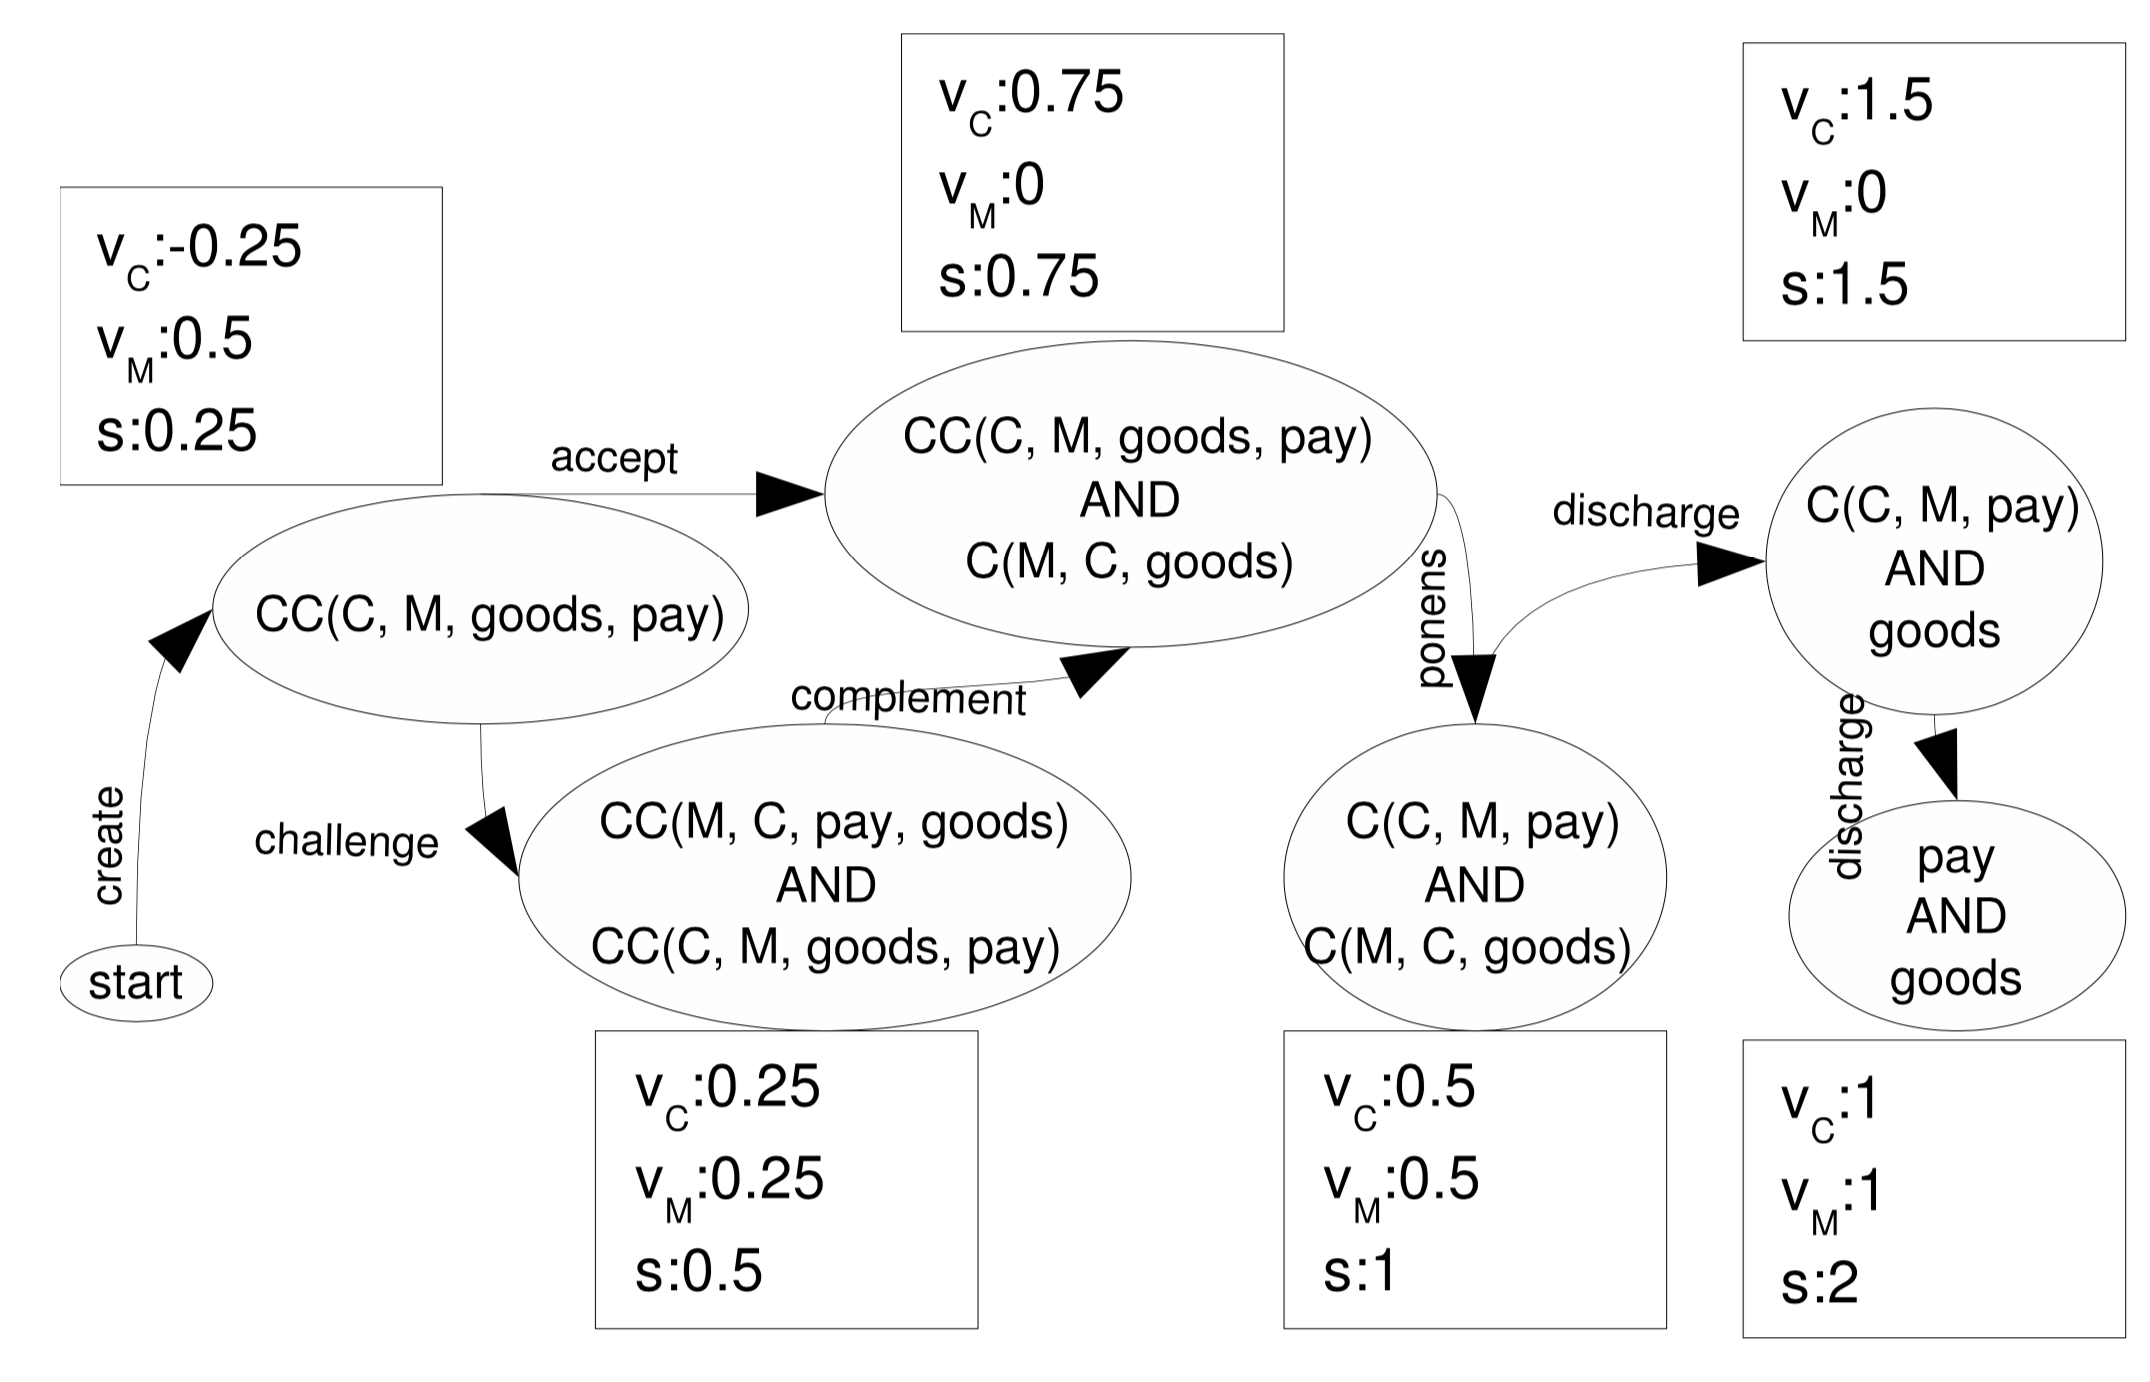 v_C:0.75
v_M:0
s:0.75
v_C:1.5
v_M:0
s:1.5
v_C:-0.25
v_M:0.5
s:0.25
accept
CC(C, M, goods, pay)
AND
C(M, C, goods)
discharge
C(C, M, pay)
AND
goods
CC(C, M, goods, pay)
ponens
complement
create
challenge
CC(M, C, pay, goods)
AND
CC(C, M, goods, pay)
C(C, M, pay)
AND
C(M, C, goods)
discharge
pay
AND
goods
start
v_C:0.25
v_M:0.25
s:0.5
v_C:0.5
v_M:0.5
s:1
v_C:1
v_M:1
s:2